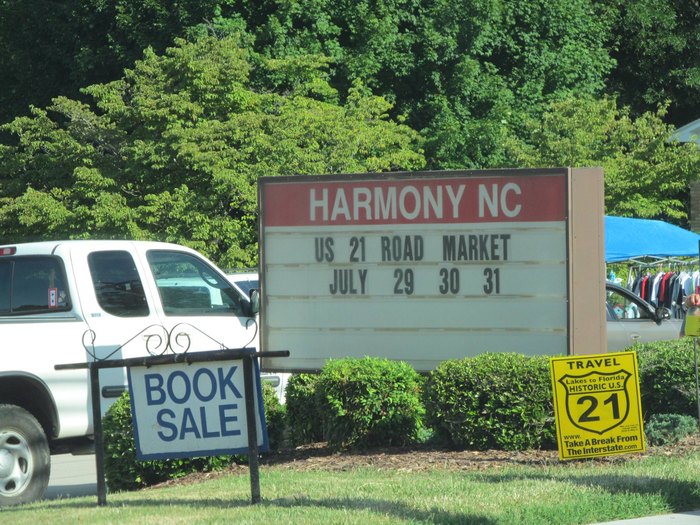 HARMONY NC
US 21 ROAD MARKET
JULY 29 30 31
BOOK
SALE
TRAVEL
Lakes to Florida
HISTORIC U.S.
21
www.
Take A Break From
The Interstate.com